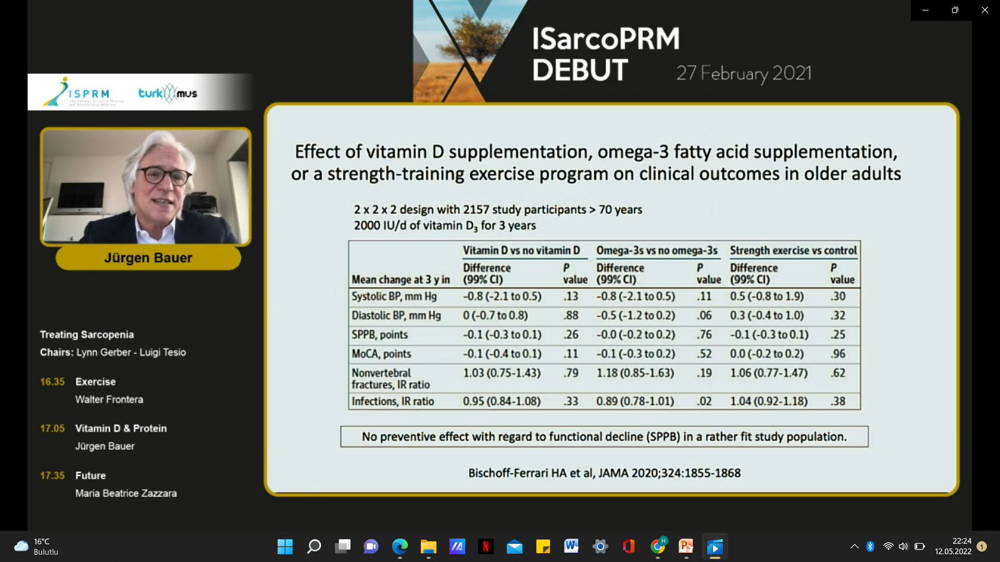 ISarcoPRM
DEBUT
27 February 2021
ISPRM
International Society of Physical
and Rehabilitation Medicine
turk mus
Jürgen Bauer
Treating Sarcopenia
Chairs: Lynn Gerber - Luigi Tesio
16.35 Exercise
Walter Frontera
17.05 Vitamin D & Protein
Jürgen Bauer
17.35 Future
Maria Beatrice Zazzara
Effect of vitamin D supplementation, omega-3 fatty acid supplementation,
or a strength-training exercise program on clinical outcomes in older adults
2 x 2 x 2 design with 2157 study participants > 70 years
2000 IU/d of vitamin D₃ for 3 years
Vitamin D vs no vitamin D Omega-3s vs no omega-3s Strength exercise vs control
Difference P Difference P Difference P
Mean change at 3 y in (99% CI) value (99% CI) value (99% CI) value
Systolic BP, mm Hg -0.8 (-2.1 to 0.5) .13 -0.8 (-2.1 to 0.5) .11 0.5 (-0.8 to 1.9) .30
Diastolic BP, mm Hg 0 (-0.7 to 0.8) .88 -0.5 (-1.2 to 0.2) .06 0.3 (-0.4 to 1.0) .32
SPPB, points -0.1 (-0.3 to 0.1) .26 -0.0 (-0.2 to 0.2) .76 -0.1 (-0.3 to 0.1) .25
MoCA, points -0.1 (-0.4 to 0.1) .11 -0.1 (-0.3 to 0.2) .52 0.0 (-0.2 to 0.2) .96
Nonvertebral 1.03 (0.75-1.43) .79 1.18 (0.85-1.63) .19 1.06 (0.77-1.47) .62
fractures, IR ratio
Infections, IR ratio 0.95 (0.84-1.08) .33 0.89 (0.78-1.01) .02 1.04 (0.92-1.18) .38
No preventive effect with regard to functional decline (SPPB) in a rather fit study population.
Bischoff-Ferrari HA et al, JAMA 2020;324:1855-1868
16°C
Bulutlu
N
W
H
22:24
12.05.2022
1